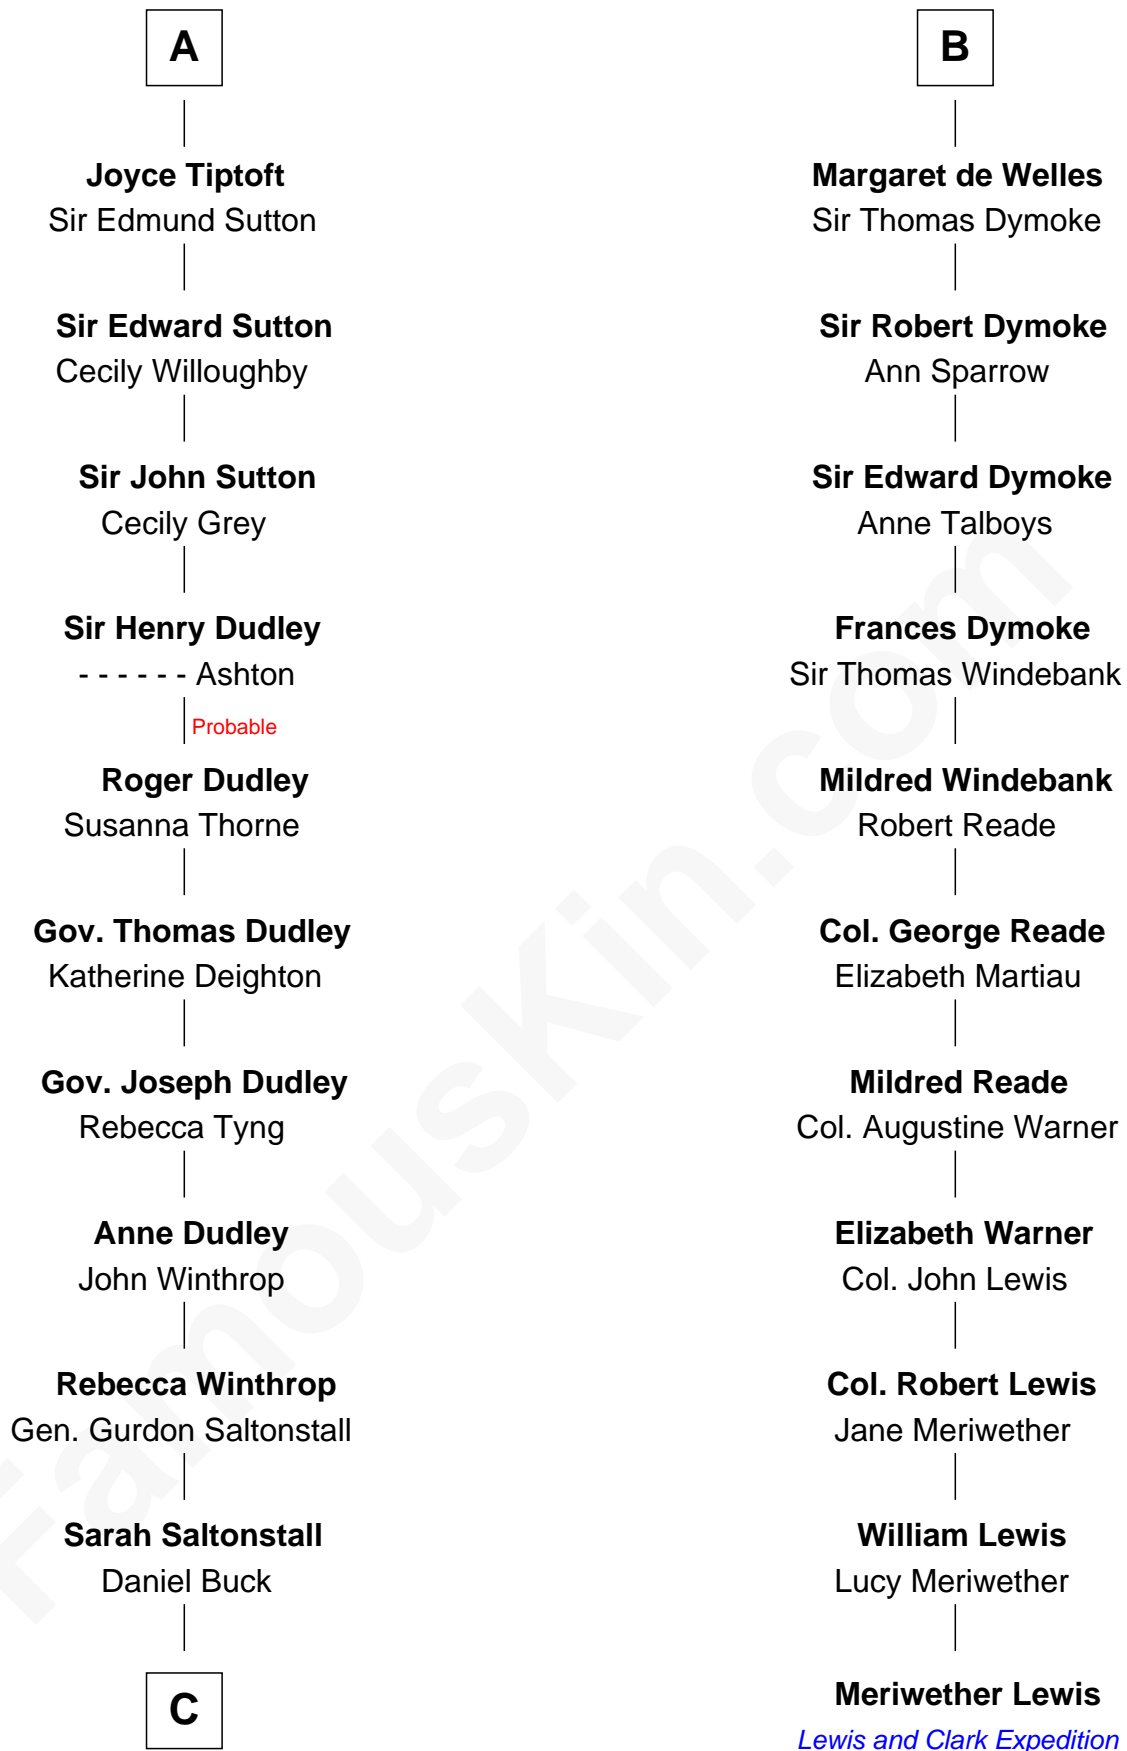 A
Joyce Tiptoft
Sir Edmund Sutton
Sir Edward Sutton
Cecily Willoughby
Sir John Sutton
Cecily Grey
Sir Henry Dudley
- - - - - - Ashton
Probable
Roger Dudley
Susanna Thorne
Gov. Thomas Dudley
Katherine Deighton
Gov. Joseph Dudley
Rebecca Tyng
Anne Dudley
John Winthrop
Rebecca Winthrop
Gen. Gurdon Saltonstall
Sarah Saltonstall
Daniel Buck
C
B
Margaret de Welles
Sir Thomas Dymoke
Sir Robert Dymoke
Ann Sparrow
Sir Edward Dymoke
Anne Talboys
Frances Dymoke
Sir Thomas Windebank
Mildred Windebank
Robert Reade
Col. George Reade
Elizabeth Martiau
Mildred Reade
Col. Augustine Warner
Elizabeth Warner
Col. John Lewis
Col. Robert Lewis
Jane Meriwether
William Lewis
Lucy Meriwether
Meriwether Lewis
Lewis and Clark Expedition
FamousKin.com